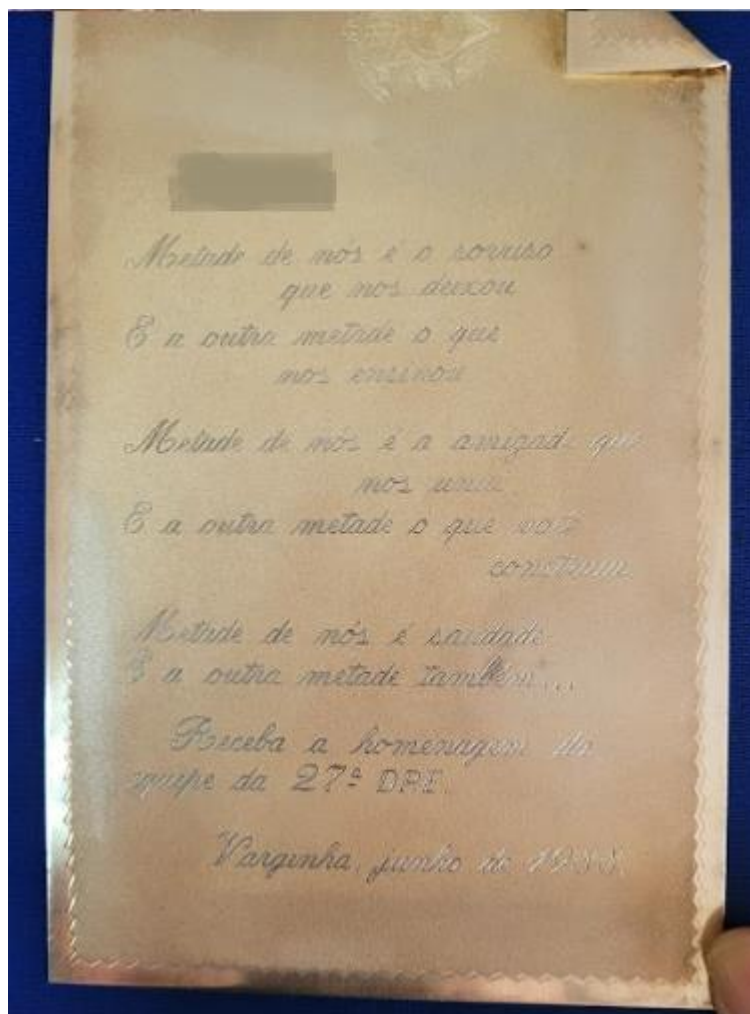 Metade de nós é o sorriso
que nos deixou
E a outra metade o que
nos ensinou
Metade de nós é a amizade que
nos unia
E a outra metade o que você
construiu
Metade de nós é saudade
E a outra metade também...
Receba a homenagem da
equipe da 27ª DRE.
Varginha, junho de